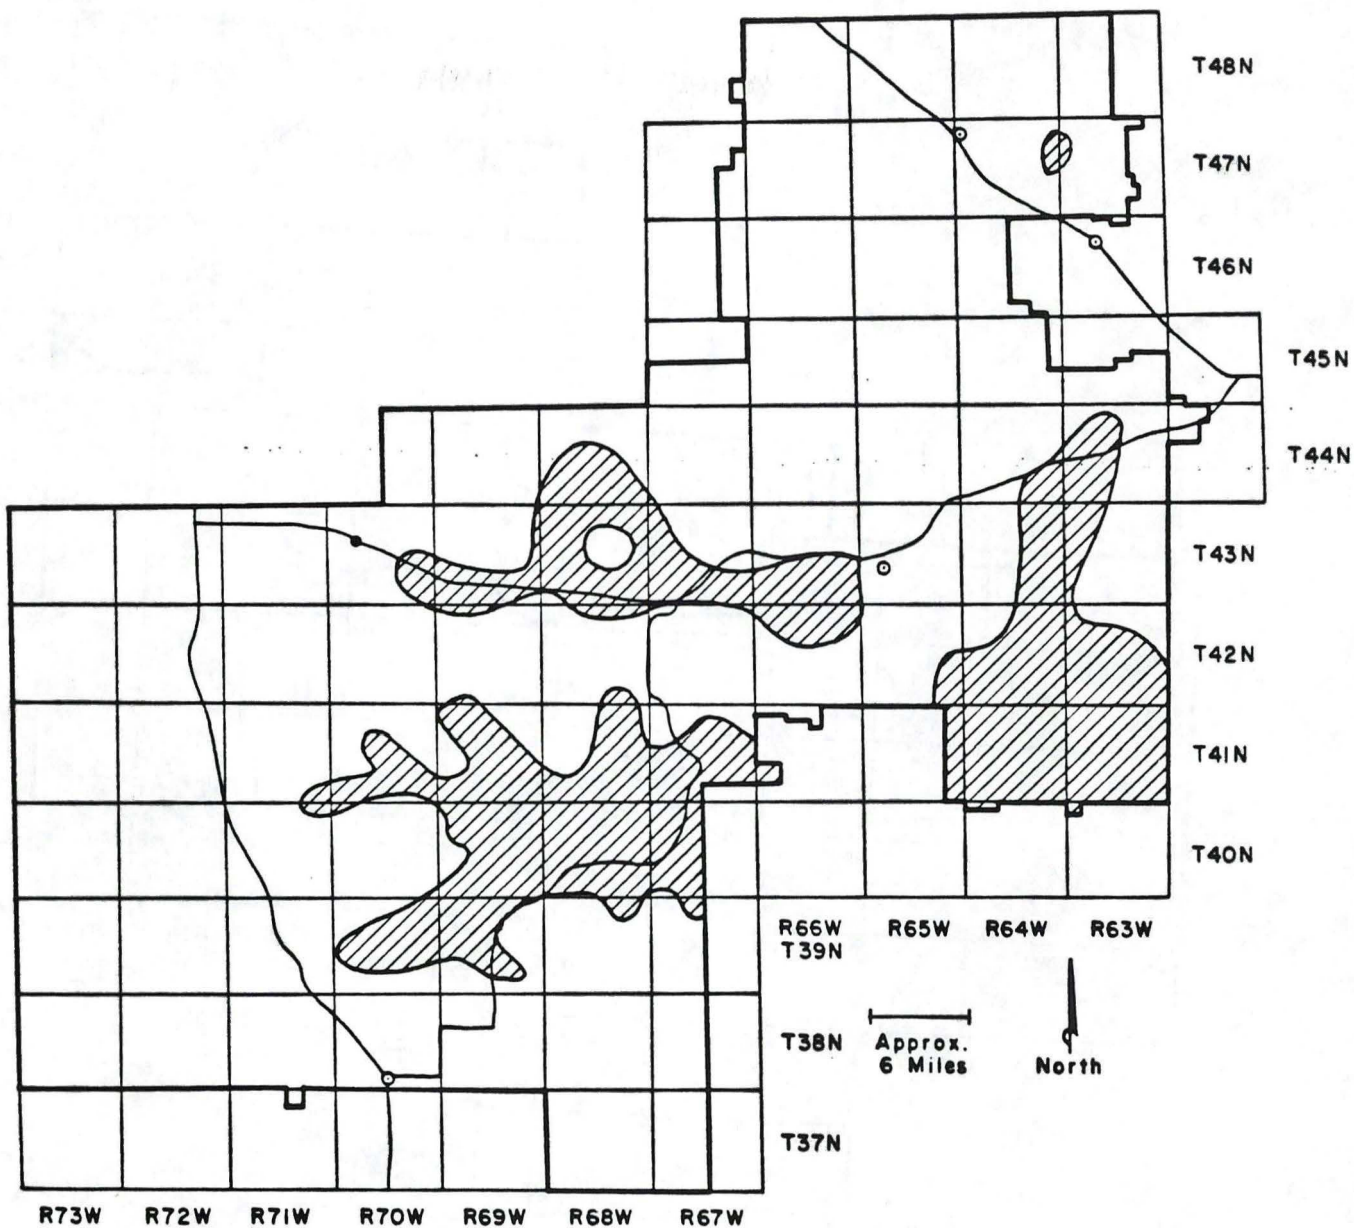 T48N
T47N
T46N
T45N
T44N
T43N
T42N
T41N
T40N
R66W R65W R64W R63W
T39N
T38N
Approx.
6 Miles
North
T37N
R73W R72W R71W R70W R69W R68W R67W